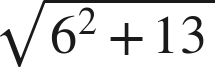 √(6² + 13)